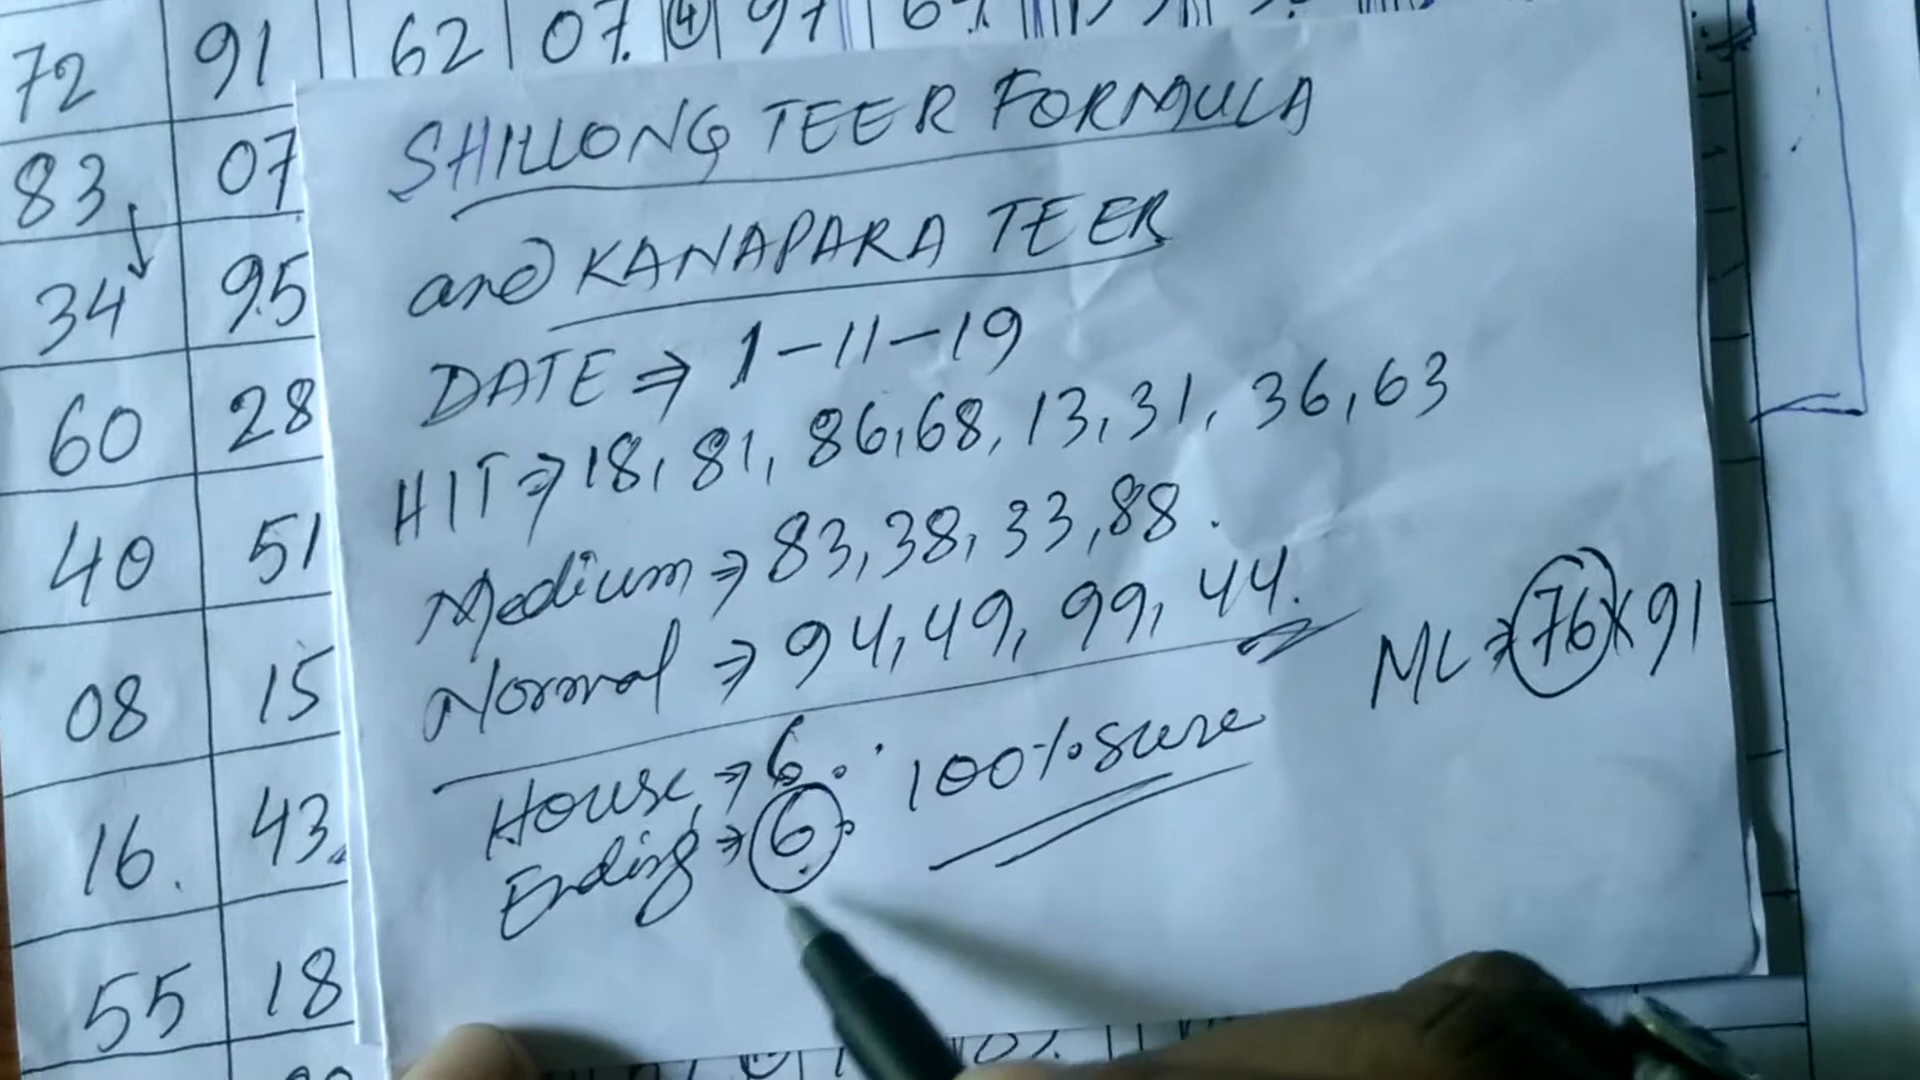 72 91 62 07. 4 97
83 07
34 95
60 28
40 51
08 15
16. 43
55 18
SHILLONG TEER FORMULA
and KANAPARA TEER
DATE ⇒ 1-11-19
HIT ⇒ 18, 81, 86, 68, 13, 31, 36, 63
Medium ⇒ 83, 38, 33, 88.
Normal ⇒ 94, 49, 99, 44.
ML ⇒ 76 x 91
House ⇒ 6. 100% sure
Ending ⇒ 6.